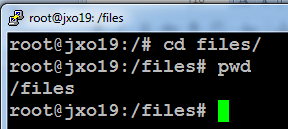 root@jxo19: /files
root@jxo19:/# cd files/
root@jxo19:/files# pwd
/files
root@jxo19:/files#